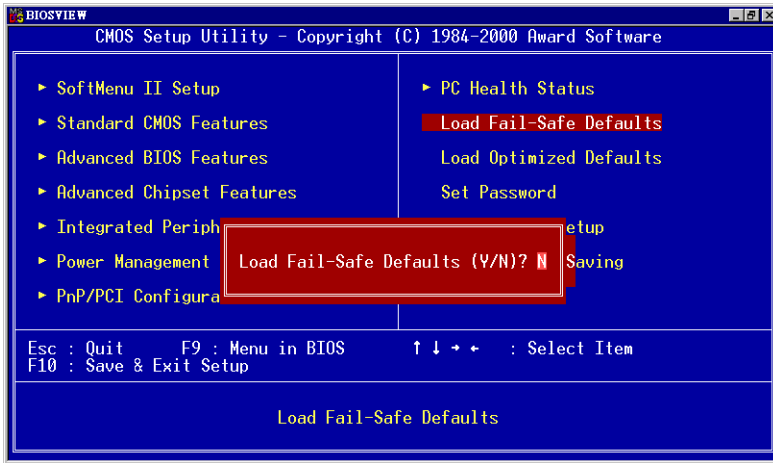 BIOSVIEW
CMOS Setup Utility - Copyright (C) 1984-2000 Award Software
► SoftMenu II Setup
► Standard CMOS Features
► Advanced BIOS Features
► Advanced Chipset Features
► Integrated Periph
► Power Management
► PnP/PCI Configura
► PC Health Status
Load Fail-Safe Defaults
Load Optimized Defaults
Set Password
etup
Saving
Load Fail-Safe Defaults (Y/N)? N
Esc : Quit F9 : Menu in BIOS ↑ ↓ → ← : Select Item
F10 : Save & Exit Setup
Load Fail-Safe Defaults